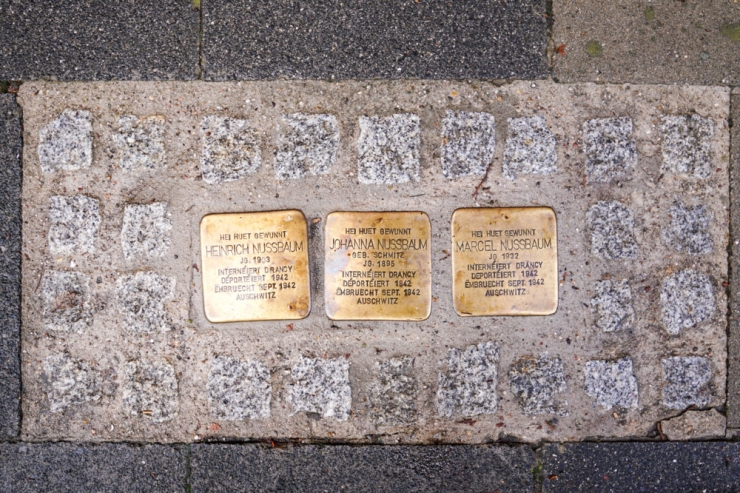 HEI HUET GEWUNNT
HEINRICH NUSSBAUM
JG. 1903
INTERNÉIERT DRANCY
DEPORTÉIERT 1942
ËMBRUECHT SEPT. 1942
AUSCHWITZ
HEI HUET GEWUNNT
JOHANNA NUSSBAUM
GEB. SCHMITZ
JG. 1895
INTERNÉIERT DRANCY
DEPORTÉIERT 1942
ËMBRUECHT SEPT. 1942
AUSCHWITZ
HEI HUET GEWUNNT
MARCEL NUSSBAUM
JG. 1922
INTERNÉIERT DRANCY
DEPORTÉIERT 1942
ËMBRUECHT SEPT. 1942
AUSCHWITZ